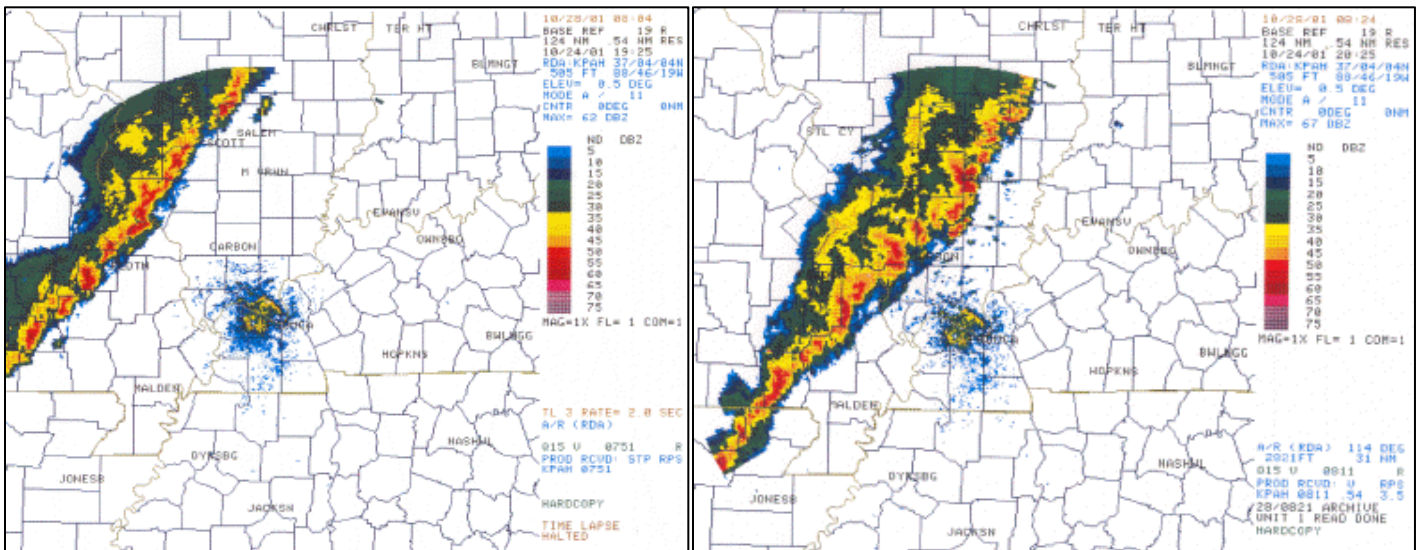 10/28/01 08:04
BASE REF 19 R
124 NM .54 NM RES
10/24/01 19:25
RDA:KPAH 37/04/04N
505 FT 88/46/19W
ELEV= 0.5 DEG
MODE A / 11
CNTR 0DEG 0NM
MAX= 62 DBZ
ND DBZ
5
10
15
20
25
30
35
40
45
50
55
60
65
70
75
MAG=1X FL= 1 COM=1
TL 3 RATE= 2.0 SEC
A/R (RDA)
Q15 V 0751 R
PROD RCVD: STP RPS
KPAH 0751
HARDCOPY
TIME LAPSE
HALTED
CHRLST TER HT
BLMNGT
SALEM
SCOTT
M VRWN
EVANSV
OWNBBG
CARBON
BWLNGG
HOPKNS
MALDEN
NASHVL
DYRSBG
JONESB
JACKSN
10/28/01 08:24
BASE REF 19 R
124 NM .54 NM RES
10/24/01 20:25
RDA:KPAH 37/04/04N
505 FT 88/46/19W
ELEV= 0.5 DEG
MODE A / 11
CNTR 0DEG 0NM
MAX= 67 DBZ
ND DBZ
5
10
15
20
25
30
35
40
45
50
55
60
65
70
75
MAG=1X FL= 1 COM=1
A/R (RDA) 114 DEG
2021FT 31 NM
Q15 V 0811 R
PROD RCVD: V RPS
KPAH 0811 .54 3.5
28/0821 ARCHIVE
UNIT 1 READ DONE
HARDCOPY
CHRLST TER HT
BLMNGT
STL CY
EVANSV
OWNBBG
BWLNGG
HOPKNS
MALDEN
NASHVL
DYRSBG
JONESB
JACKSN